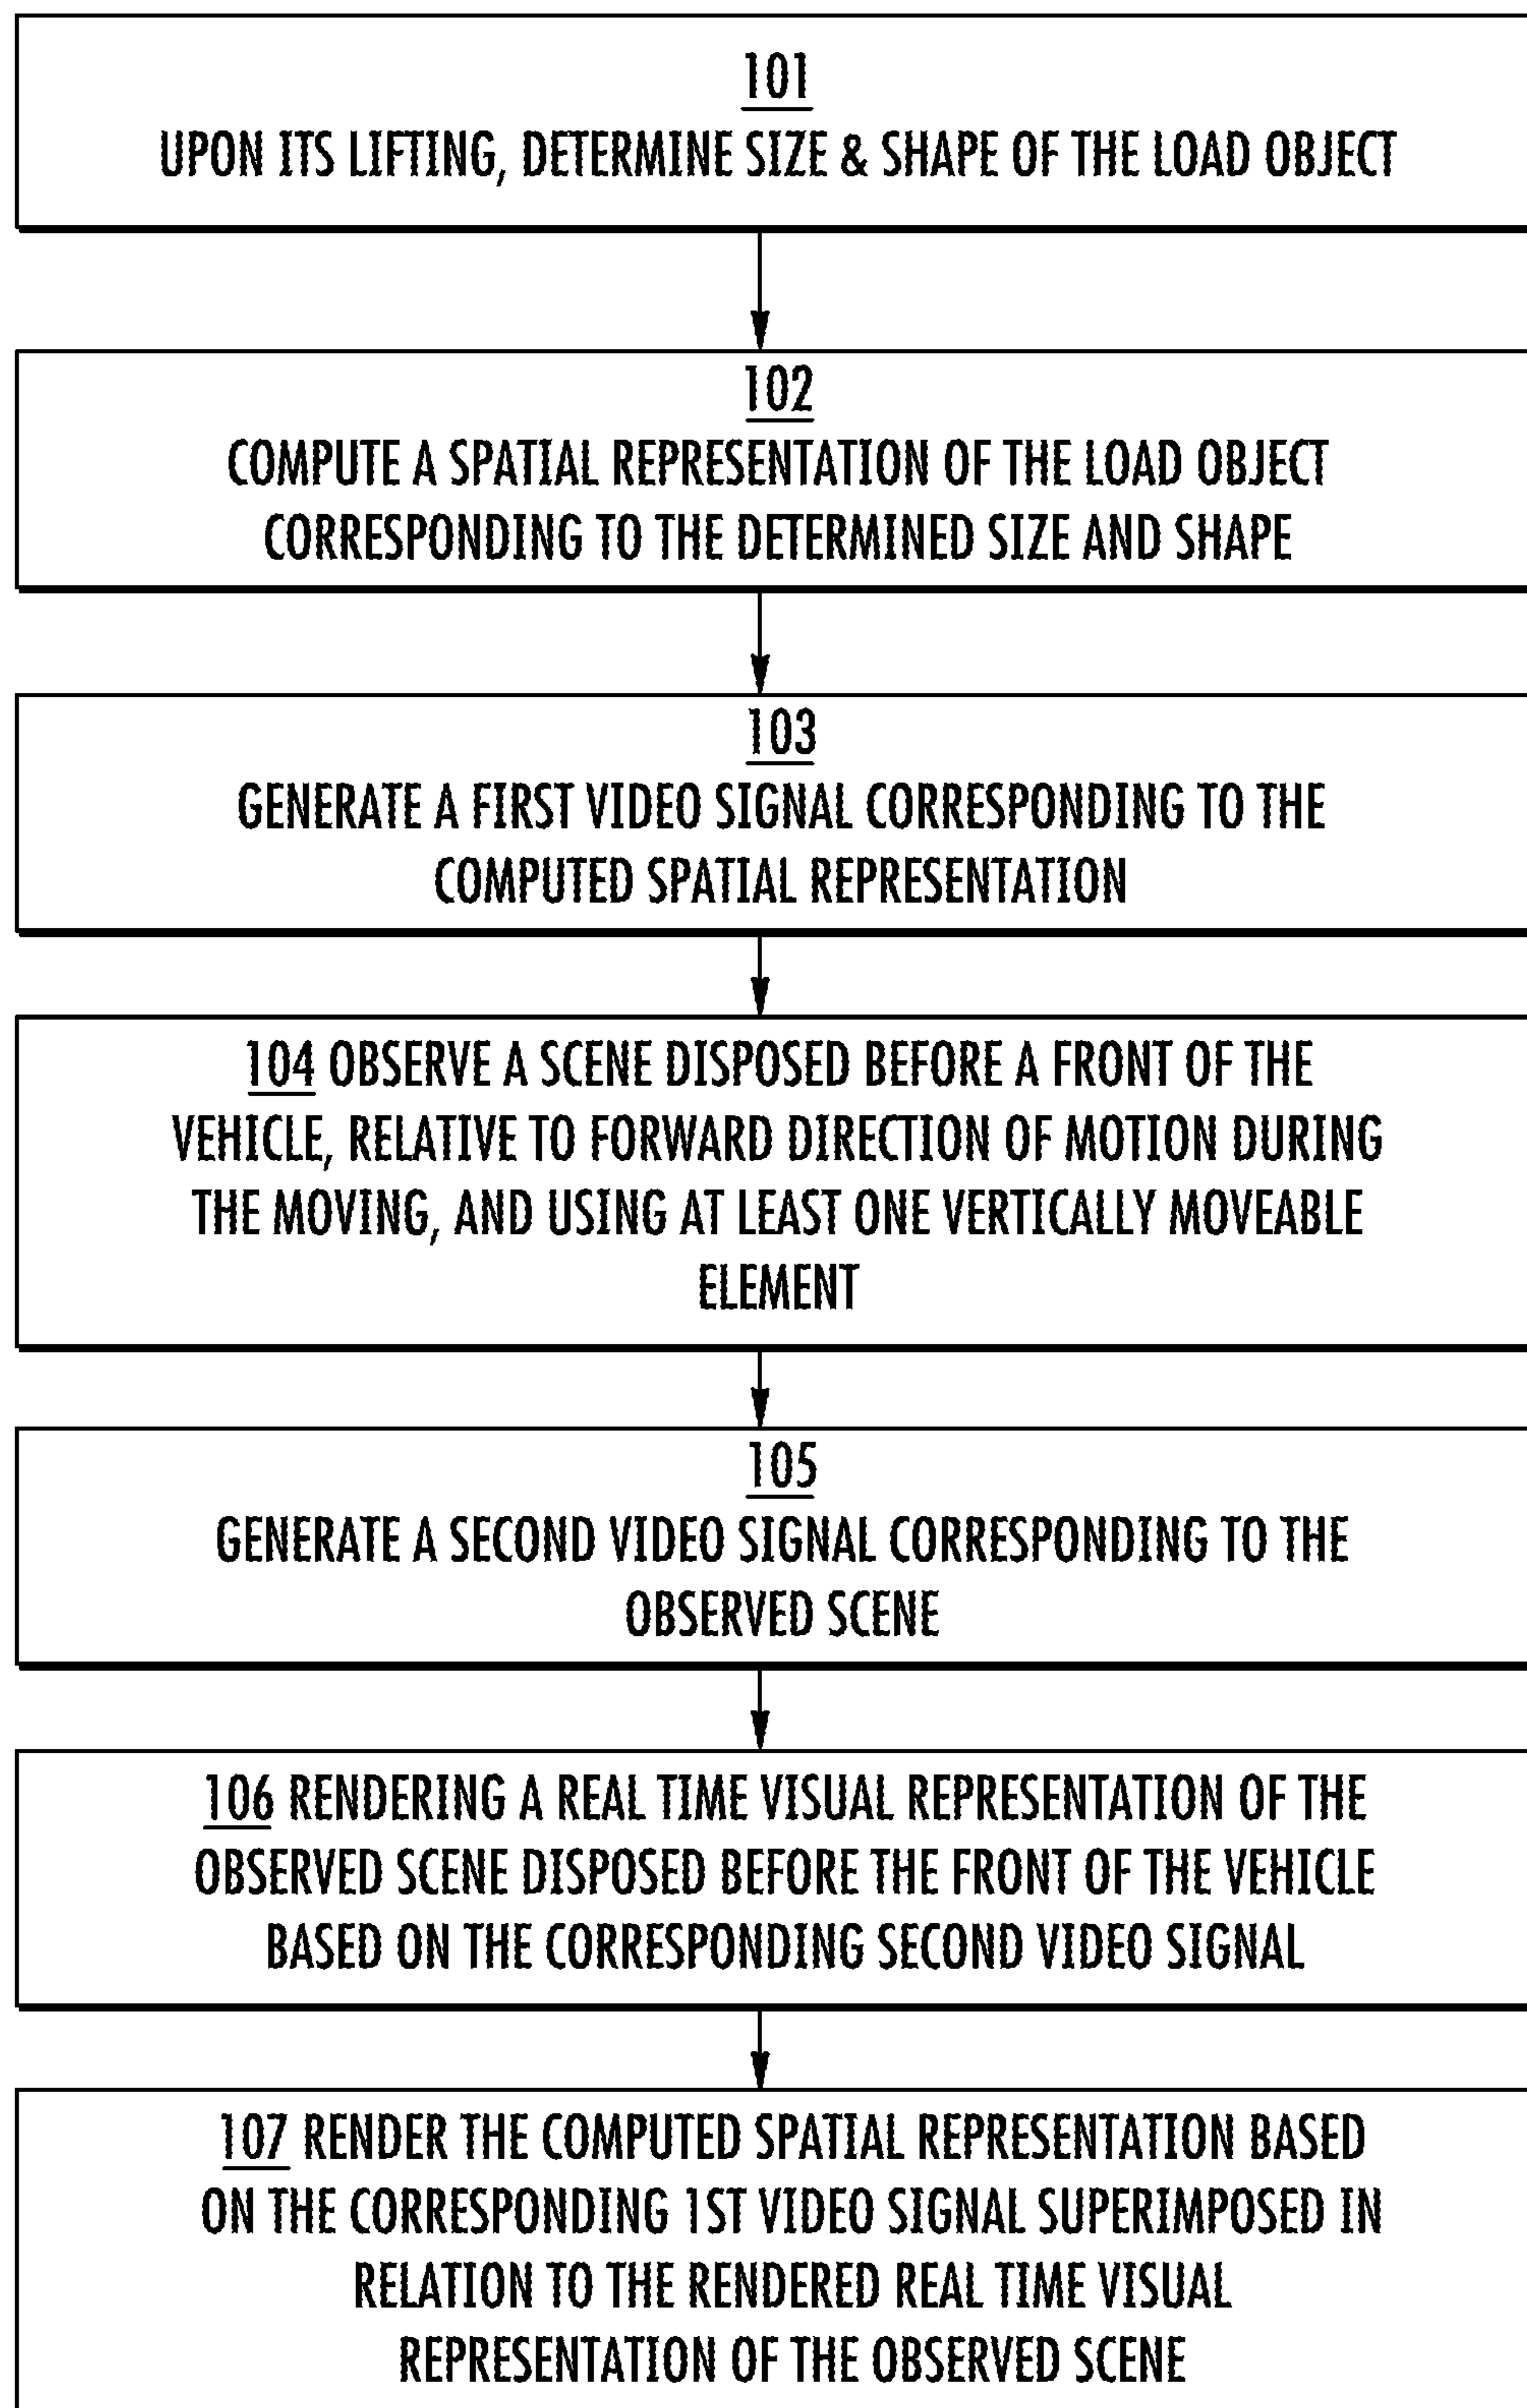 101
UPON ITS LIFTING, DETERMINE SIZE & SHAPE OF THE LOAD OBJECT
102
COMPUTE A SPATIAL REPRESENTATION OF THE LOAD OBJECT
CORRESPONDING TO THE DETERMINED SIZE AND SHAPE
103
GENERATE A FIRST VIDEO SIGNAL CORRESPONDING TO THE
COMPUTED SPATIAL REPRESENTATION
104 OBSERVE A SCENE DISPOSED BEFORE A FRONT OF THE
VEHICLE, RELATIVE TO FORWARD DIRECTION OF MOTION DURING
THE MOVING, AND USING AT LEAST ONE VERTICALLY MOVEABLE
ELEMENT
105
GENERATE A SECOND VIDEO SIGNAL CORRESPONDING TO THE
OBSERVED SCENE
106 RENDERING A REAL TIME VISUAL REPRESENTATION OF THE
OBSERVED SCENE DISPOSED BEFORE THE FRONT OF THE VEHICLE
BASED ON THE CORRESPONDING SECOND VIDEO SIGNAL
107 RENDER THE COMPUTED SPATIAL REPRESENTATION BASED
ON THE CORRESPONDING 1ST VIDEO SIGNAL SUPERIMPOSED IN
RELATION TO THE RENDERED REAL TIME VISUAL
REPRESENTATION OF THE OBSERVED SCENE